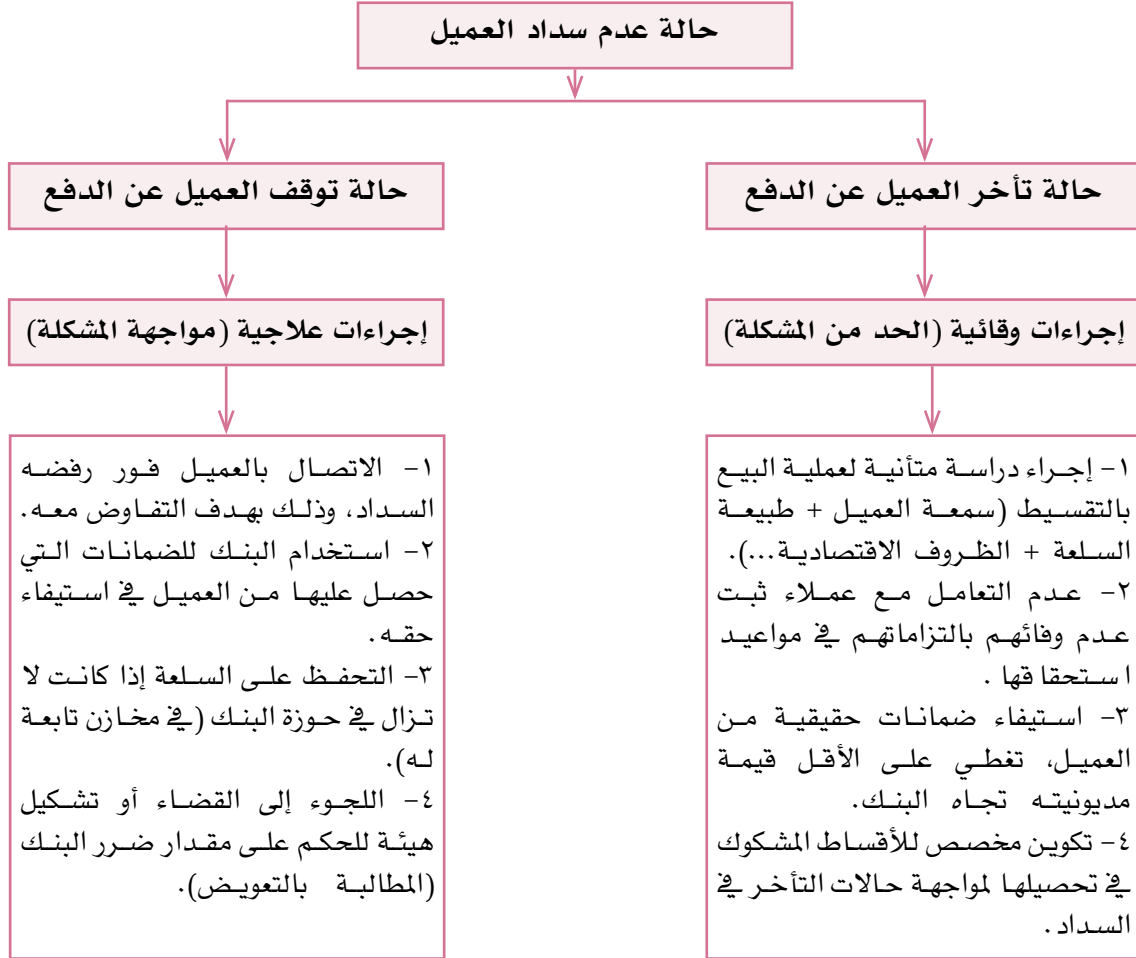 حالة عدم سداد العميل
حالة تأخر العميل عن الدفع
حالة توقف العميل عن الدفع
إجراءات وقائية (الحد من المشكلة)
إجراءات علاجية (مواجهة المشكلة)
١- إجراء دراسة متأنية لعملية البيع
بالتقسيط (سمعة العميل + طبيعة
السلعة + الظروف الاقتصادية...).
٢- عدم التعامل مع عملاء ثبت
عدم وفائهم بالتزاماتهم في مواعيد
استحقاقها.
٣- استيفاء ضمانات حقيقية من
العميل، تغطي على الأقل قيمة
مديونيته تجاه البنك.
٤- تكوين مخصص للأقساط المشكوك
في تحصيلها لمواجهة حالات التأخر في
السداد.
١- الاتصال بالعميل فور رفضه
السداد، وذلك بهدف التفاوض معه.
٢- استخدام البنك للضمانات التي
حصل عليها من العميل في استيفاء
حقه.
٣- التحفظ على السلعة إذا كانت لا
تزال في حوزة البنك (في مخازن تابعة
له).
٤- اللجوء إلى القضاء أو تشكيل
هيئة للحكم على مقدار ضرر البنك
(المطالبة بالتعويض).